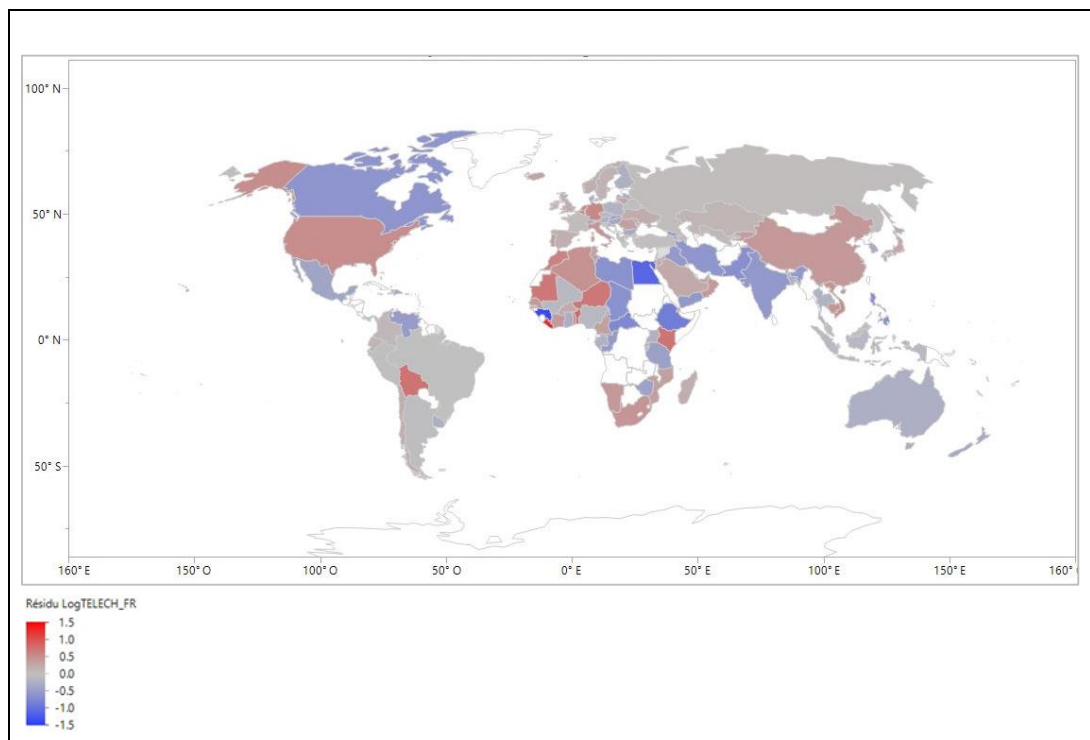 100° N
50° N
0° N
50° S
160° E
150° O
100° O
50° O
0° E
50° E
100° E
150° E
160°
Résidu LogTELECH_FR
1.5
1.0
0.5
0.0
-0.5
-1.0
-1.5